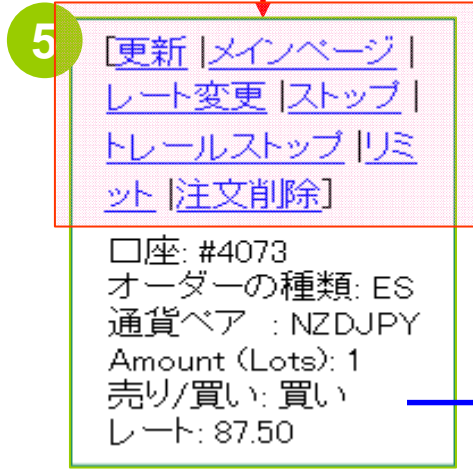 5
[更新 |メインページ |
レート変更 |ストップ |
トレールストップ |リミ
ット |注文削除]
口座: #4073
オーダーの種類: ES
通貨ペア : NZDJPY
Amount (Lots): 1
売り/買い: 買い
レート: 87.50